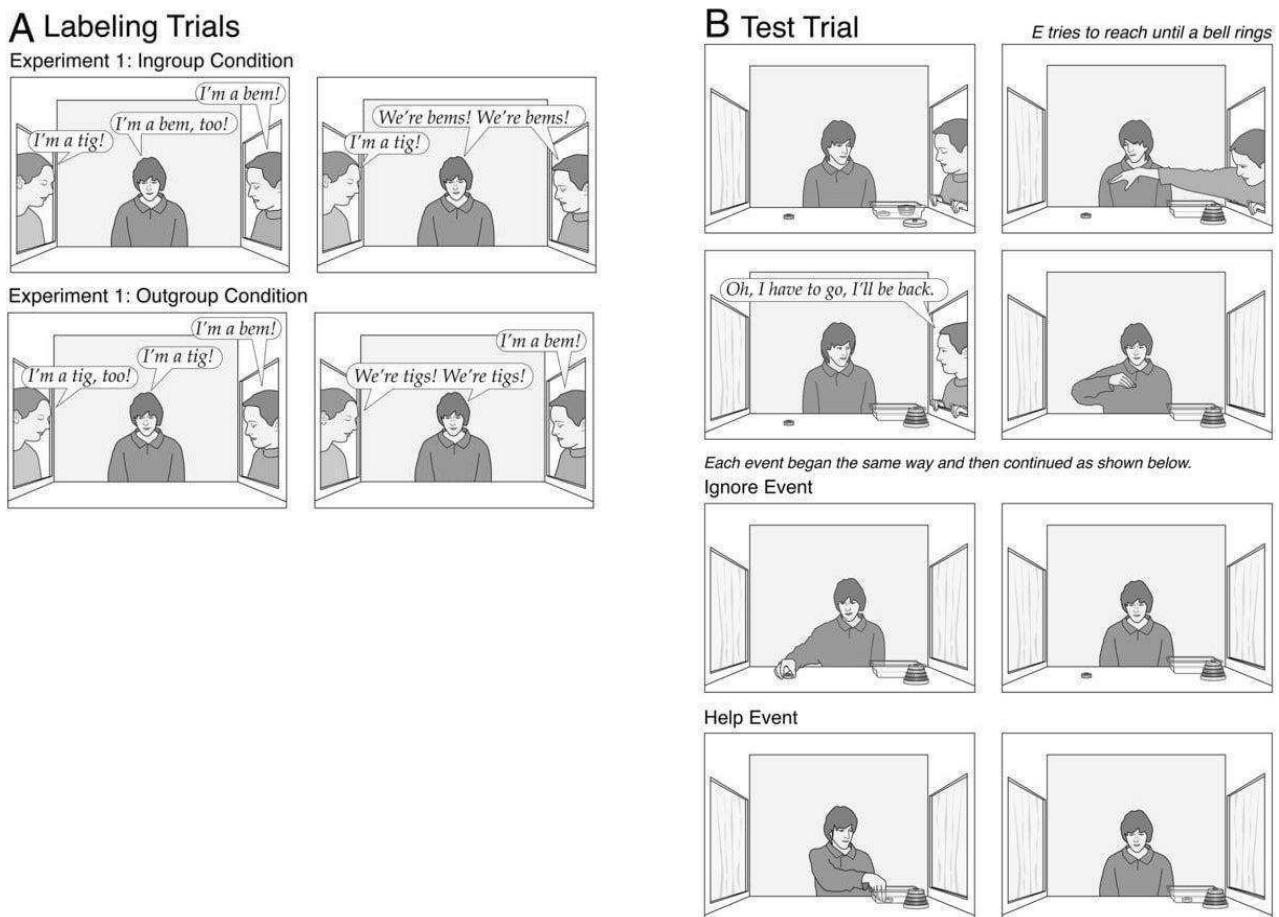 A Labeling Trials
Experiment 1: Ingroup Condition
I'm a bem!
I'm a bem, too!
I'm a tig!
We're bems! We're bems!
I'm a tig!
Experiment 1: Outgroup Condition
I'm a bem!
I'm a tig!
I'm a tig, too!
I'm a bem!
We're tigs! We're tigs!
B Test Trial
E tries to reach until a bell rings
Oh, I have to go, I'll be back.
Each event began the same way and then continued as shown below.
Ignore Event
Help Event